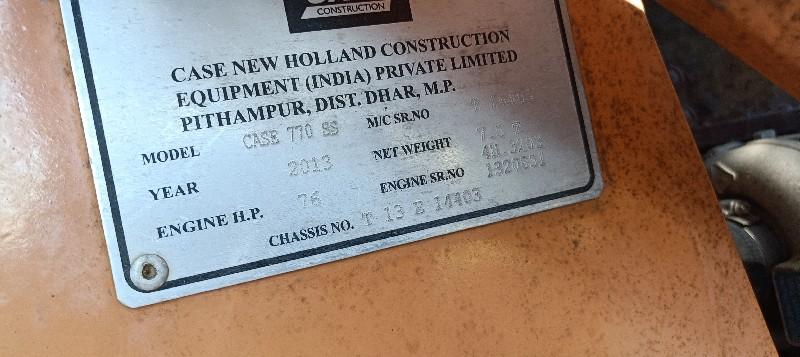 CONSTRUCTION
CASE NEW HOLLAND CONSTRUCTION
EQUIPMENT (INDIA) PRIVATE LIMITED
PITHAMPUR, DIST. DHAR, M.P.
MODEL CASE 770 SS M/C SR.NO
YEAR 2013 NET WEIGHT
ENGINE H.P. 76 ENGINE SR.NO
CHASSIS NO. T 13 E 14403